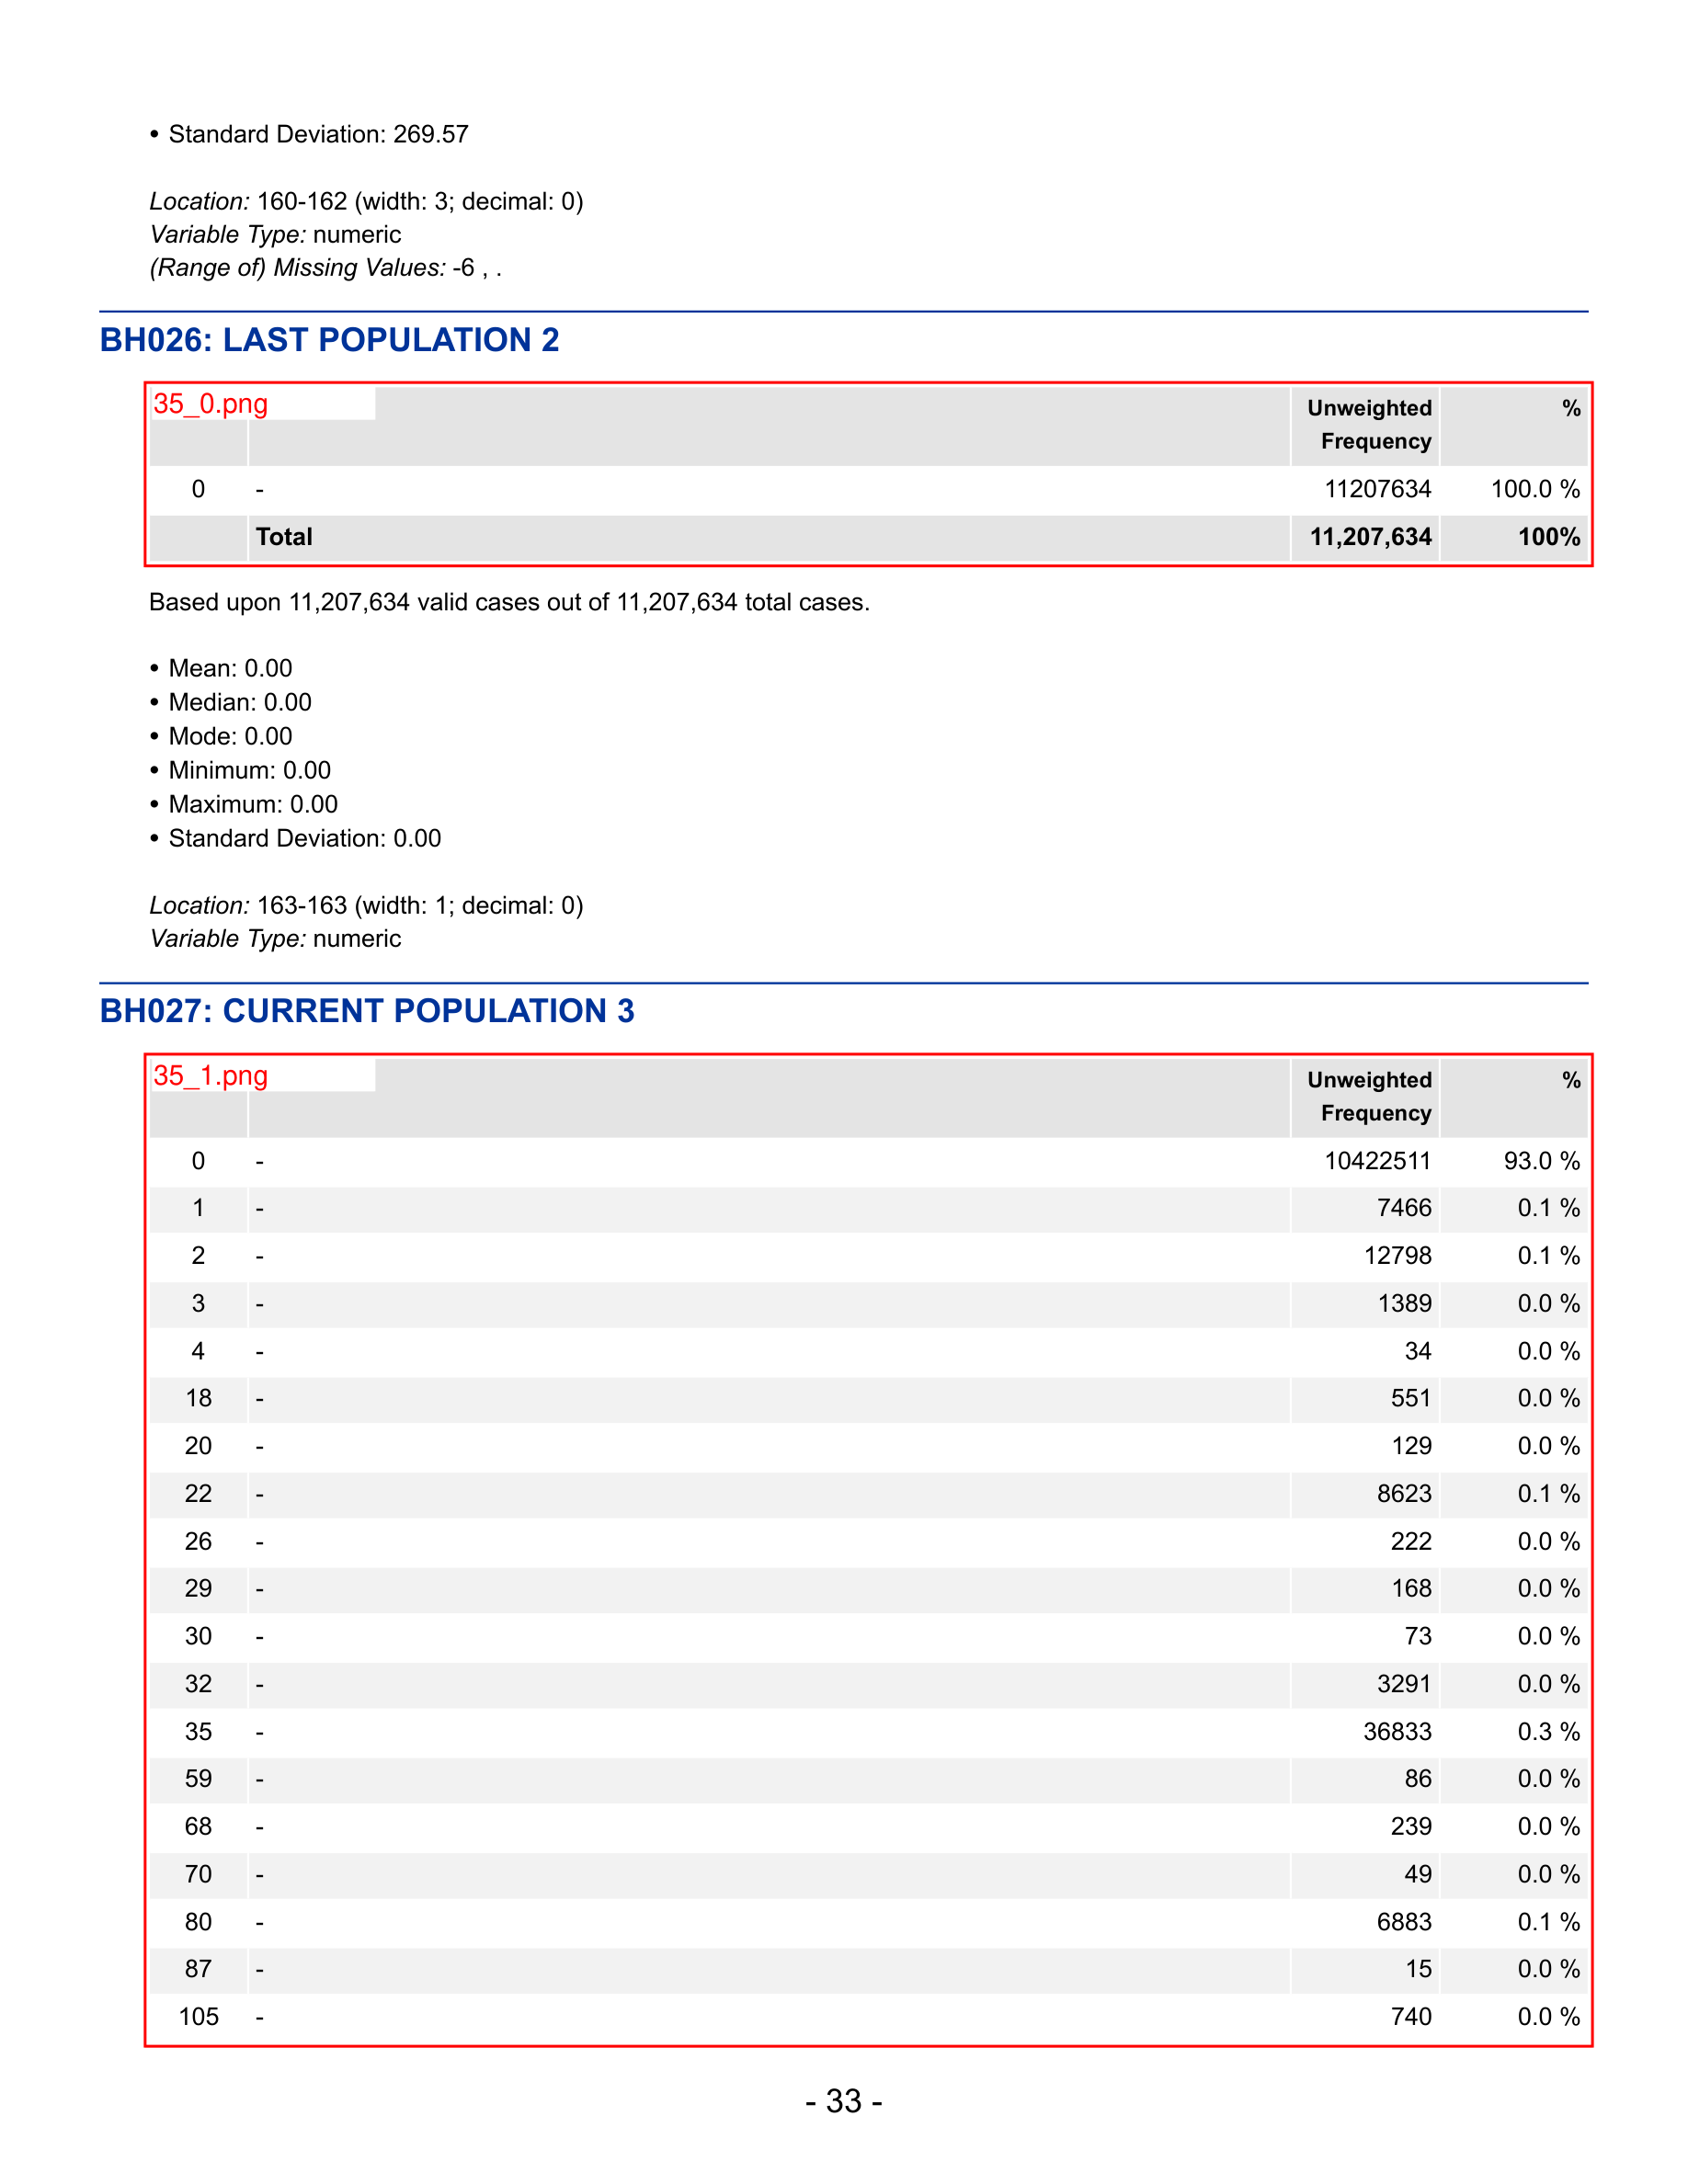 • Standard Deviation: 269.57
Location: 160-162 (width: 3; decimal: 0)
Variable Type: numeric
(Range of) Missing Values: -6 , .
BH026: LAST POPULATION 2
35_0.png
Unweighted Frequency %
0 - 11207634 100.0 %
Total 11,207,634 100%
Based upon 11,207,634 valid cases out of 11,207,634 total cases.
• Mean: 0.00
• Median: 0.00
• Mode: 0.00
• Minimum: 0.00
• Maximum: 0.00
• Standard Deviation: 0.00
Location: 163-163 (width: 1; decimal: 0)
Variable Type: numeric
BH027: CURRENT POPULATION 3
35_1.png
Unweighted Frequency %
0 - 10422511 93.0 %
1 - 7466 0.1 %
2 - 12798 0.1 %
3 - 1389 0.0 %
4 - 34 0.0 %
18 - 551 0.0 %
20 - 129 0.0 %
22 - 8623 0.1 %
26 - 222 0.0 %
29 - 168 0.0 %
30 - 73 0.0 %
32 - 3291 0.0 %
35 - 36833 0.3 %
59 - 86 0.0 %
68 - 239 0.0 %
70 - 49 0.0 %
80 - 6883 0.1 %
87 - 15 0.0 %
105 - 740 0.0 %
- 33 -